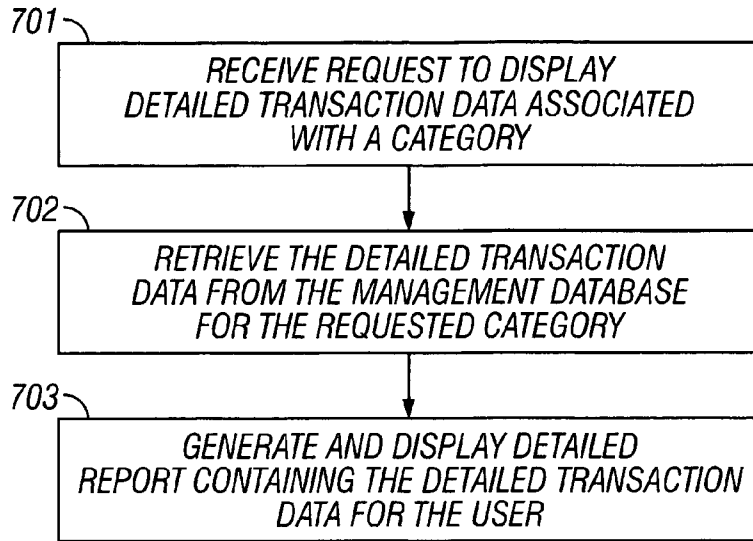 701
RECEIVE REQUEST TO DISPLAY
DETAILED TRANSACTION DATA ASSOCIATED
WITH A CATEGORY
702
RETRIEVE THE DETAILED TRANSACTION
DATA FROM THE MANAGEMENT DATABASE
FOR THE REQUESTED CATEGORY
703
GENERATE AND DISPLAY DETAILED
REPORT CONTAINING THE DETAILED TRANSACTION
DATA FOR THE USER